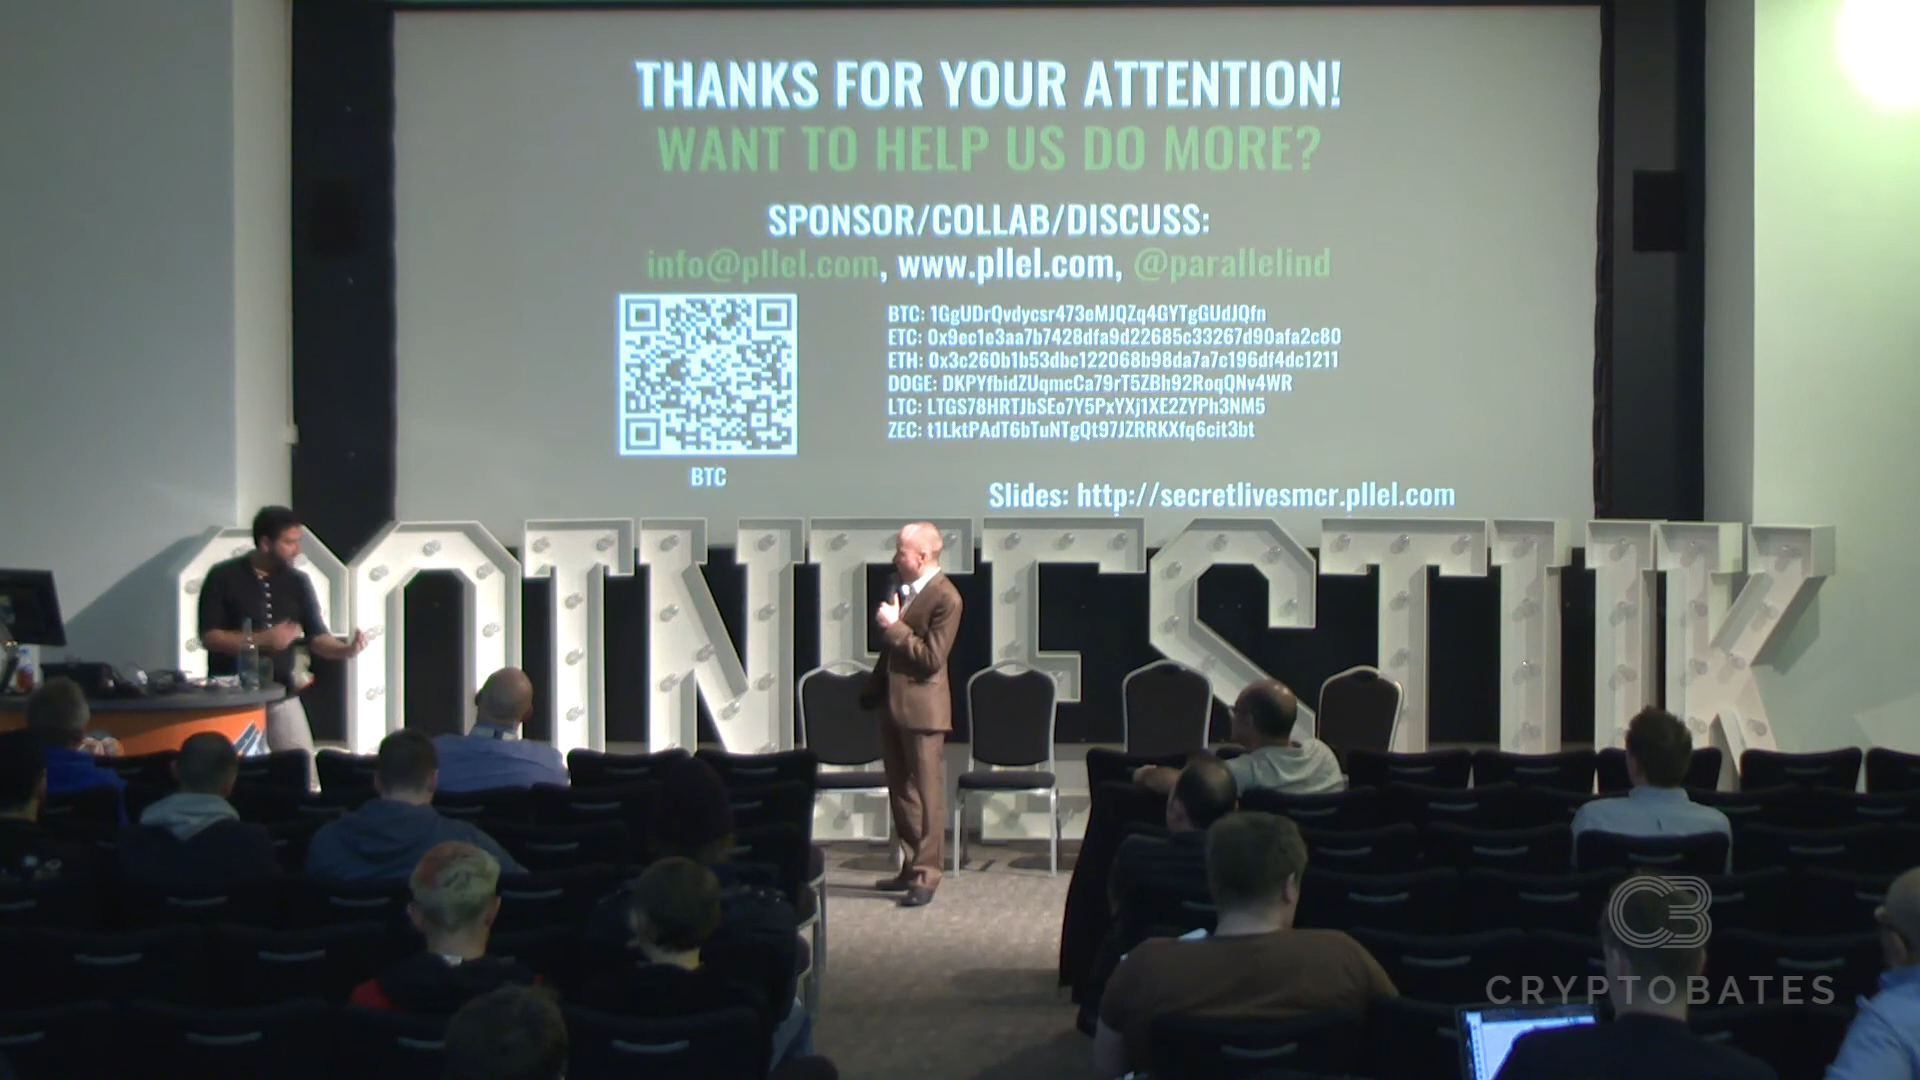 THANKS FOR YOUR ATTENTION!
WANT TO HELP US DO MORE?
SPONSOR/COLLAB/DISCUSS:
info@pllel.com, www.pllel.com, @parallelind
BTC: 1GgUDrQvdycsr473eMJQZq4GYTgGUdJQfn
ETC: 0x9ec1e3aa7b7428dfa9d22685c33267d90afa2c80
ETH: 0x3c260b1b53dbc122068b98da7a7c196df4dc1211
DOGE: DKPYfbidZUqmcCa79rT5ZBh92RoqQNv4WR
LTC: LTGS78HRTJbSEo7Y5PxYXj1XE2ZYPh3NM5
ZEC: t1LktPAdT6bTuNTgQt97JZRRKXfq6cit3bt
BTC
Slides: http://secretlivesmcr.pllel.com
COINFESTUK
CB
CRYPTOBATES